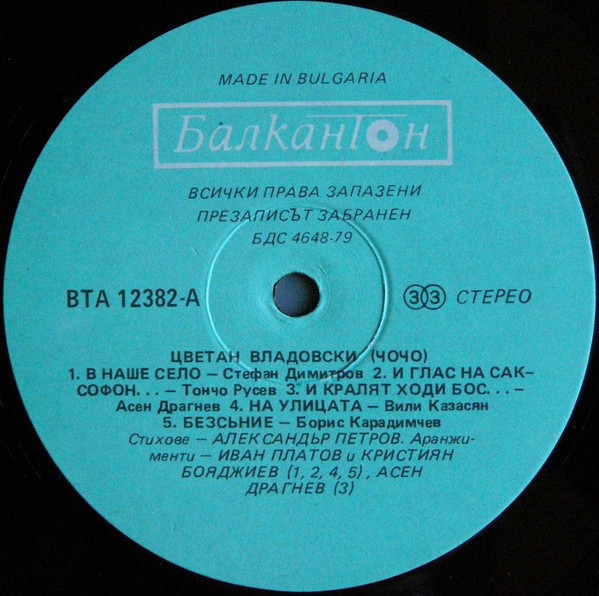 MADE IN BULGARIA
Балкантон
ВСИЧКИ ПРАВА ЗАПАЗЕНИ
ПРЕЗАПИСЪТ ЗАБРАНЕН
БДС 4648-79
ВТА 12382-А
33 СТЕРЕО
ЦВЕТАН ВЛАДОВСКИ (ЧОЧО)
1. В НАШЕ СЕЛО – Стефан Димитров 2. И ГЛАС НА САК–
СОФОН. . . – Тончо Русев 3. И КРАЛЯТ ХОДИ БОС. . . –
Асен Драгнев 4. НА УЛИЦАТА – Вили Казасян
5. БЕЗСЪНИЕ – Борис Карадимчев
Стихове – АЛЕКСАНДЪР ПЕТРОВ. Аранжи-
менти – ИВАН ПЛАТОВ и КРИСТИЯН
БОЯДЖИЕВ (1, 2, 4, 5) , АСЕН
ДРАГНЕВ (3)